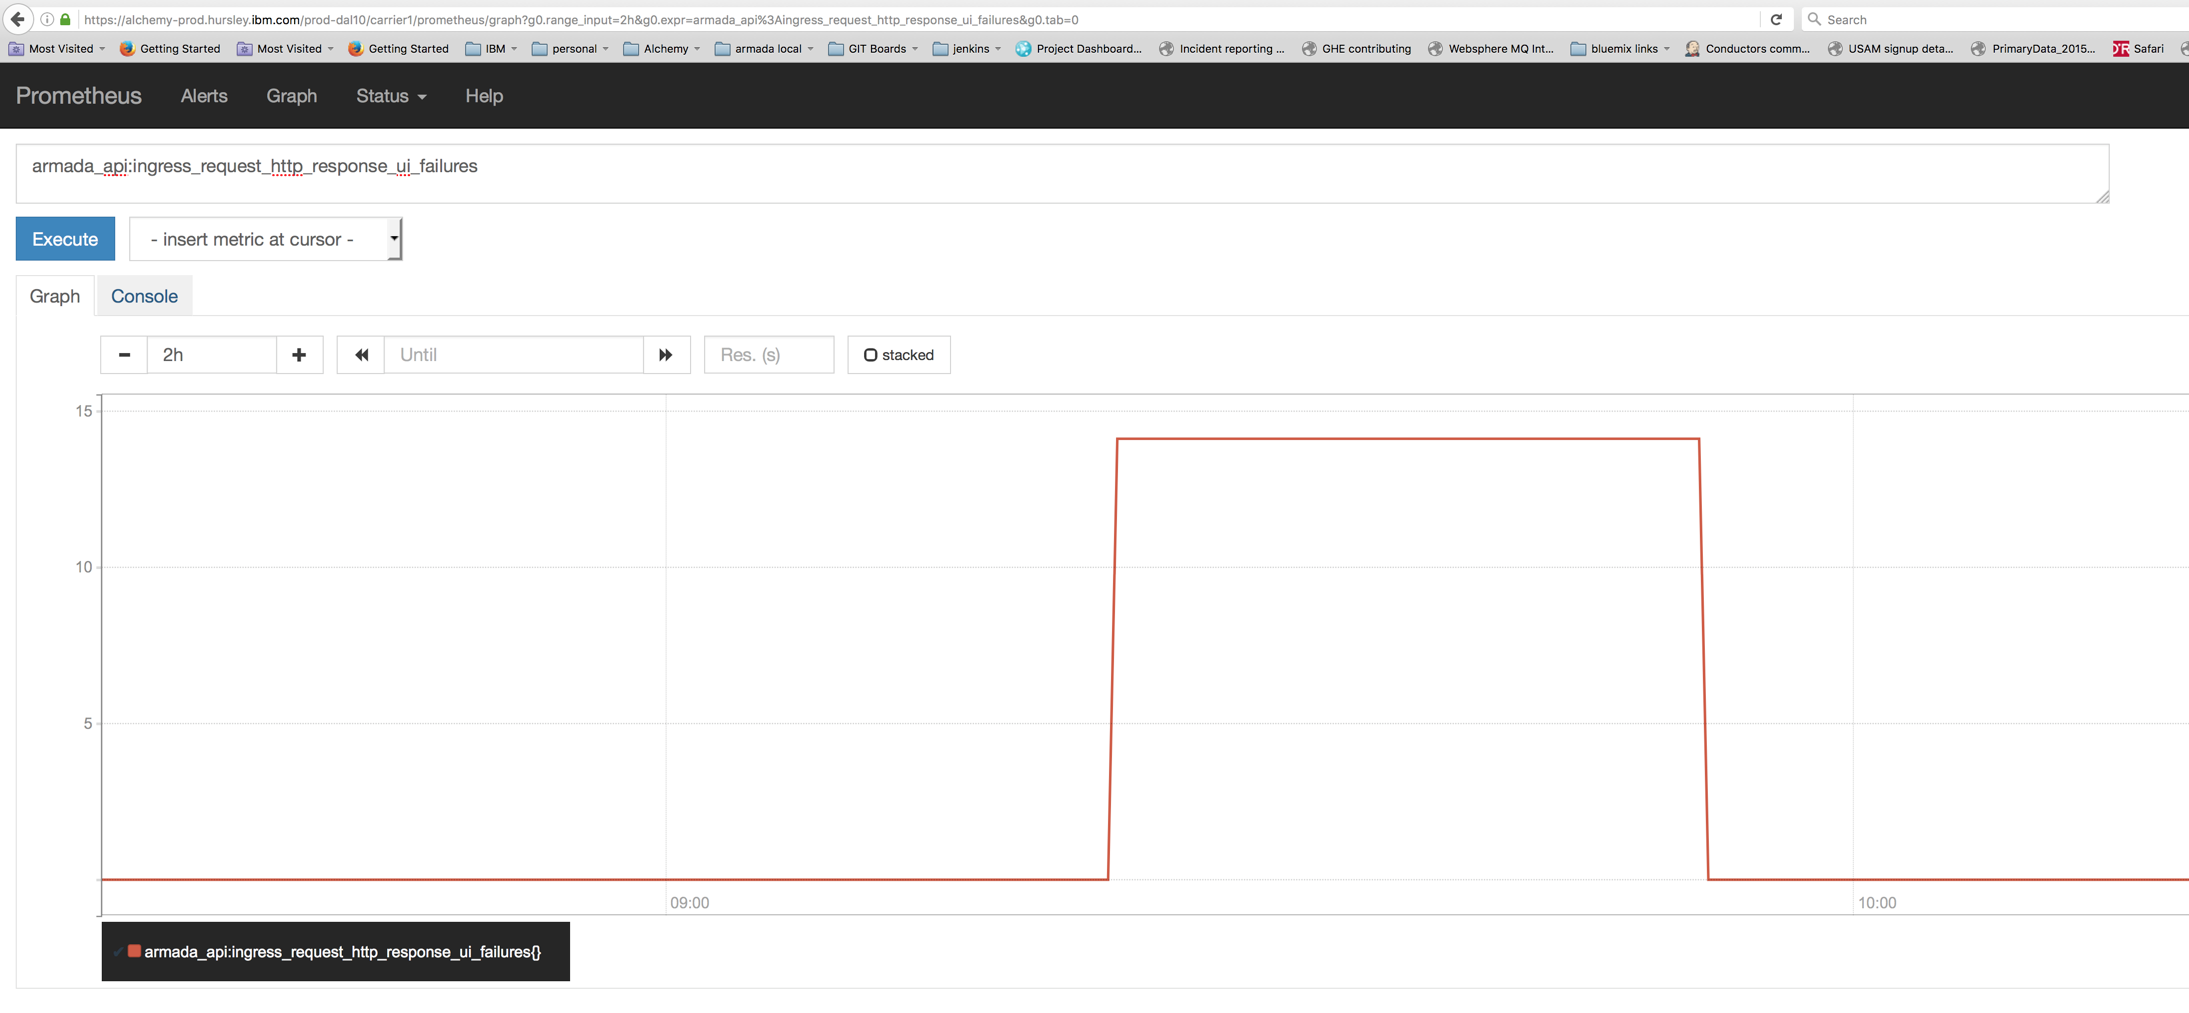 https://alchemy-prod.hursley.ibm.com/prod-dal10/carrier1/prometheus/graph?g0.range_input=2h&g0.expr=armada_api%3Aingress_request_http_response_ui_failures&g0.tab=0
Search
Most Visited Getting Started Most Visited Getting Started IBM personal Alchemy armada local GIT Boards jenkins Project Dashboard... Incident reporting ... GHE contributing Websphere MQ Int... bluemix links Conductors comm... USAM signup deta... PrimaryData_2015... Safari
Prometheus Alerts Graph Status Help
armada_api:ingress_request_http_response_ui_failures
Execute - insert metric at cursor -
Graph Console
2h Until Res. (s) stacked
15
10
5
09:00 10:00
armada_api:ingress_request_http_response_ui_failures{}